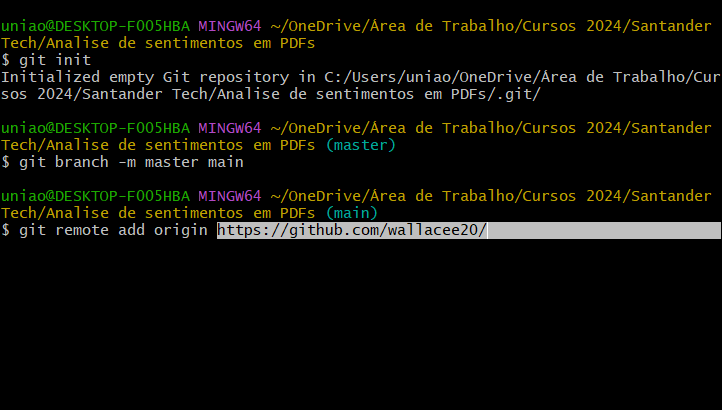 uniao@DESKTOP-F005HBA MINGW64 ~/OneDrive/Área de Trabalho/Cursos 2024/Santander
Tech/Analise de sentimentos em PDFs
$ git init
Initialized empty Git repository in C:/Users/uniao/OneDrive/Área de Trabalho/Cur
sos 2024/Santander Tech/Analise de sentimentos em PDFs/.git/
uniao@DESKTOP-F005HBA MINGW64 ~/OneDrive/Área de Trabalho/Cursos 2024/Santander
Tech/Analise de sentimentos em PDFs (master)
$ git branch -m master main
uniao@DESKTOP-F005HBA MINGW64 ~/OneDrive/Área de Trabalho/Cursos 2024/Santander
Tech/Analise de sentimentos em PDFs (main)
$ git remote add origin https://github.com/wallacee20/